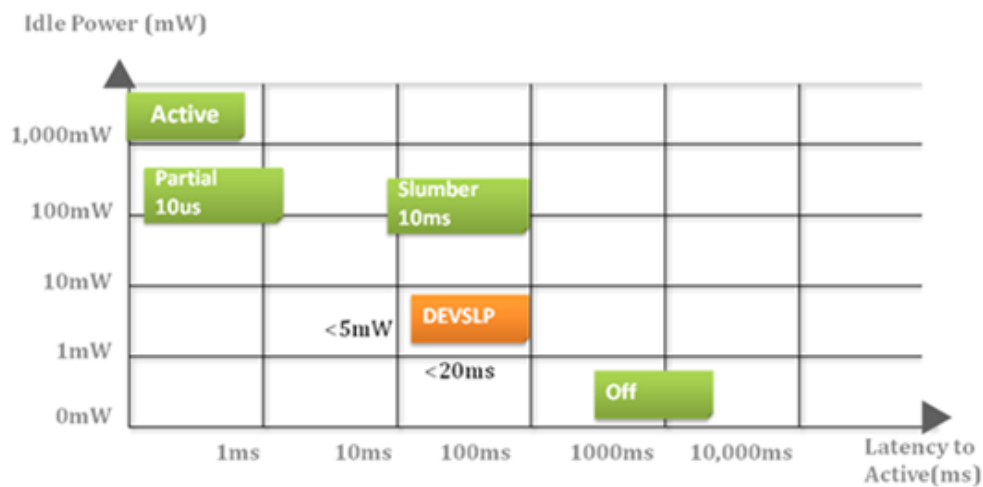 Idle Power (mW)
Active
1,000mW
Partial
10us
Slumber
10ms
100mW
10mW
DEVSLP
<5mW
1mW
<20ms
Off
0mW
1ms
10ms
100ms
1000ms
10,000ms
Latency to
Active(ms)